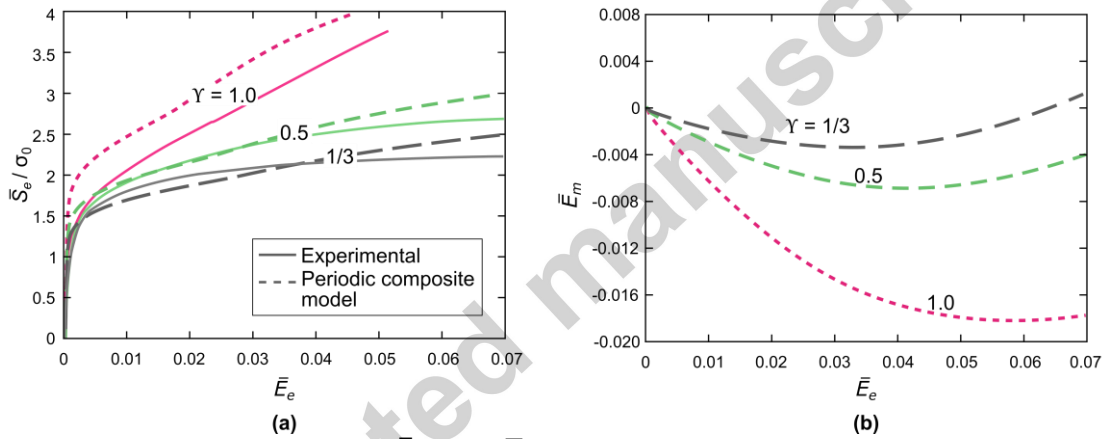 4
3.5
3
2.5
2
1.5
1
0.5
0
S̄e / σ0
ϒ = 1.0
0.5
1/3
Experimental
Periodic composite
model
0 0.01 0.02 0.03 0.04 0.05 0.06 0.07
Ēe
(a)
0.008
0.004
0
-0.004
-0.008
-0.012
-0.016
-0.020
Ēm
ϒ = 1/3
0.5
1.0
0 0.01 0.02 0.03 0.04 0.05 0.06 0.07
Ēe
(b)
ted manuscri